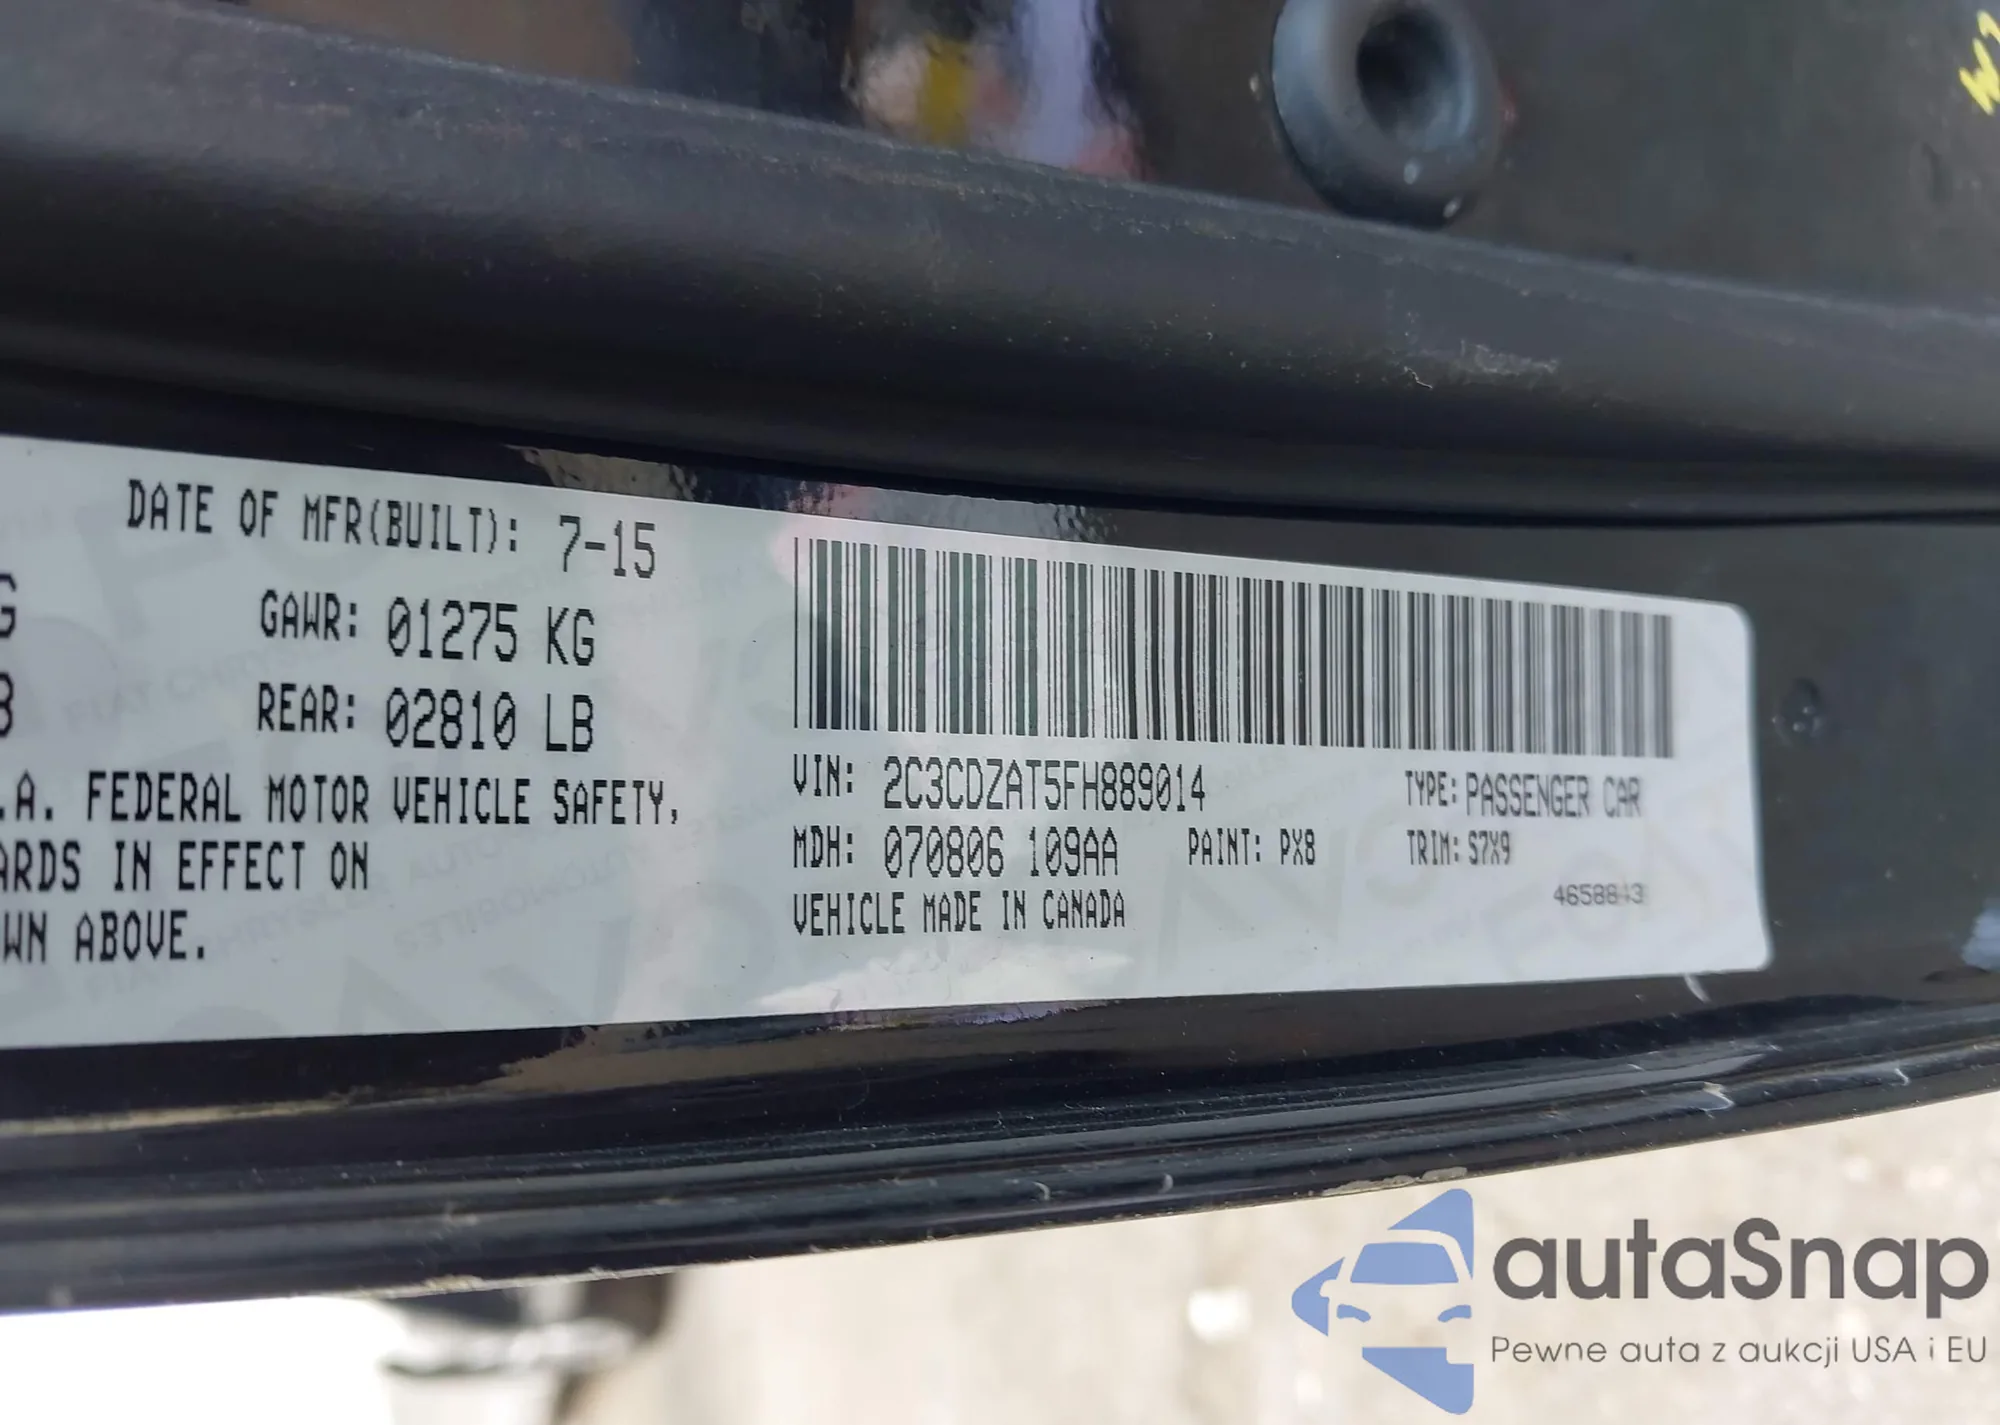 DATE OF MFR(BUILT): 7-15
G GAWR: 01275 KG
REAR: 02810 LB
.A. FEDERAL MOTOR VEHICLE SAFETY,
ARDS IN EFFECT ON
WN ABOVE.
VIN: 2C3CDZAT5FH889014 TYPE: PASSENGER CAR
MDH: 070806 109AA PAINT: PX8 TRIM: S7X9
VEHICLE MADE IN CANADA
4658843
autaSnap
Pewne auta z aukcji USA i EU